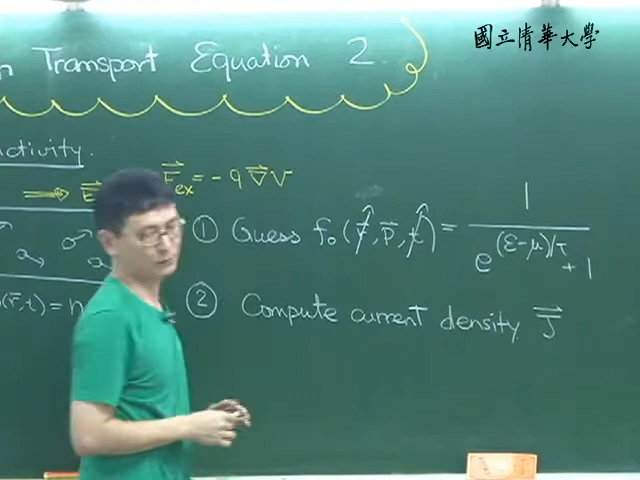 國立清華大學
Transport Equation 2
ctivity.
⇒ E⃗
F⃗ex = - q ∇⃗V
① Guess f₀(r⃗, p⃗, t) = 1 / (e^{(ε-μ)/τ} + 1)
(r⃗,t) = n
② Compute current density J⃗